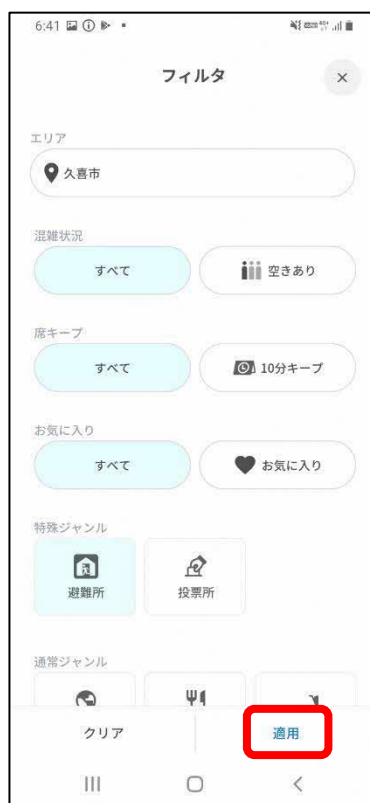 6:41
フィルタ
エリア
久喜市
混雑状況
すべて
空きあり
席キープ
すべて
10分キープ
お気に入り
すべて
お気に入り
特殊ジャンル
避難所
投票所
通常ジャンル
クリア
適用